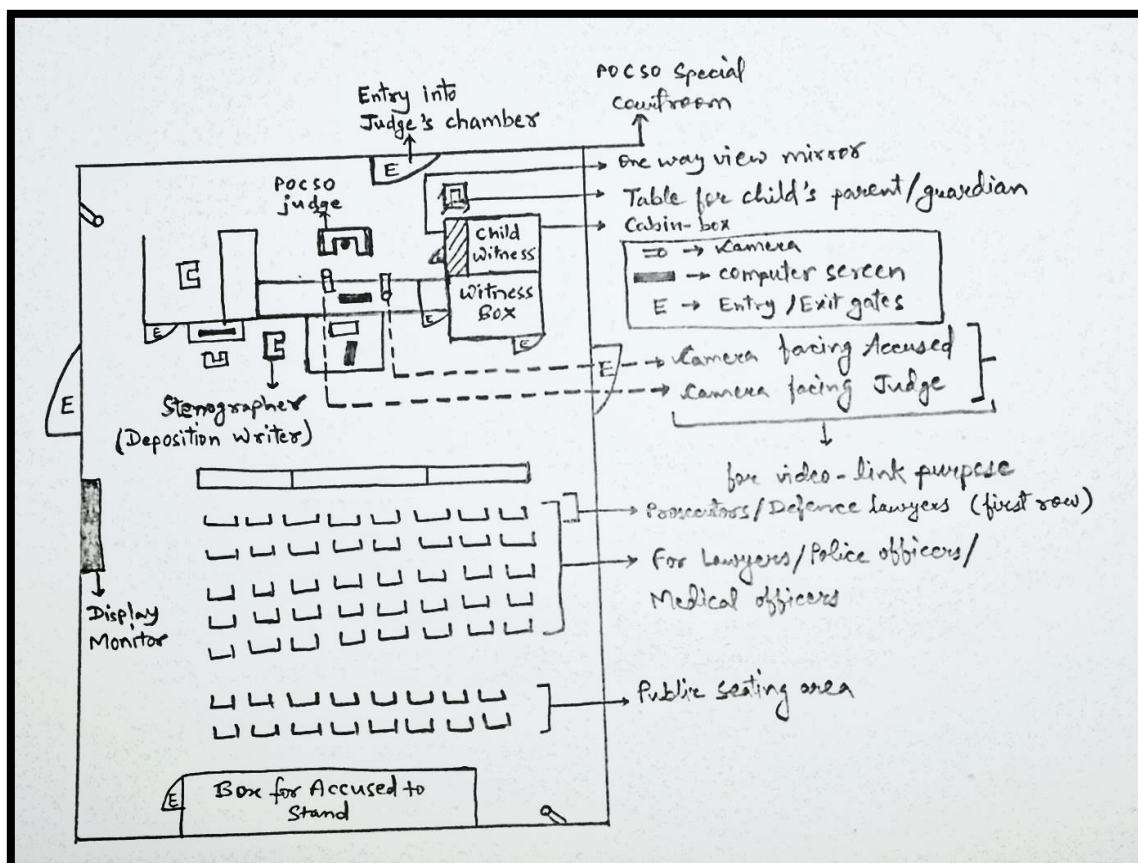 POCSO Special
courtroom
Entry into
Judge's chamber
E
One way view mirror
POCSO
judge
Table for child's parent/guardian
Cabin-box
Child
Witness
Witness
Box
Camera
Computer screen
E → Entry/Exit gates
E
E
E
E
E
Camera facing Accused
Camera facing Judge
Stenographer
(Deposition Writer)
for video-link purpose
Prosecutors/Defence lawyers (first row)
For Lawyers/Police officers/
Medical officers
Display
Monitor
Public seating area
E
Box for Accused to
Stand